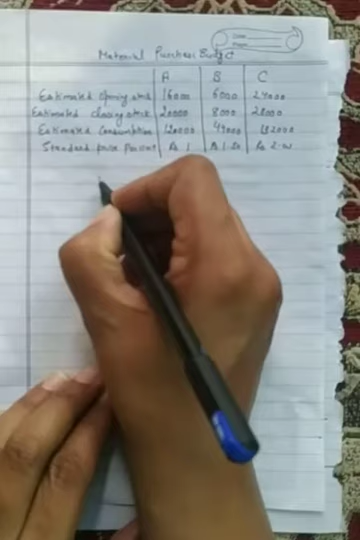 Material Purchase Budget
A B C
Estimated opening stock 16000 6000 24000
Estimated closing stock 20000 8000 28000
Estimated Consumption 120000 44000 132000
Standard price Per unit Rs 1 Rs 1.50 Rs 2.00